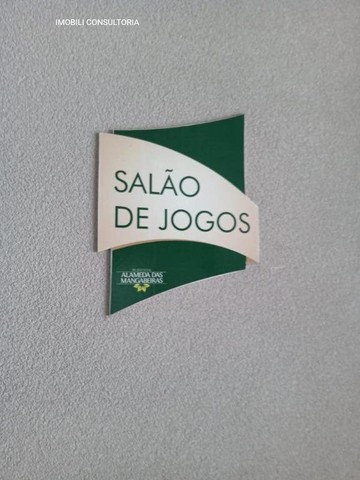 IMOBILI CONSULTORIA
SALÃO
DE JOGOS
ALAMEDA DAS
MANGABEIRAS